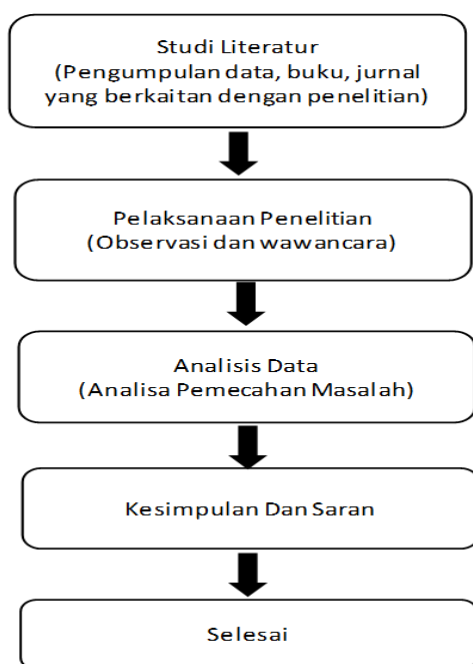 Studi Literatur
(Pengumpulan data, buku, jurnal
yang berkaitan dengan penelitian)
Pelaksanaan Penelitian
(Observasi dan wawancara)
Analisis Data
(Analisa Pemecahan Masalah)
Kesimpulan Dan Saran
Selesai